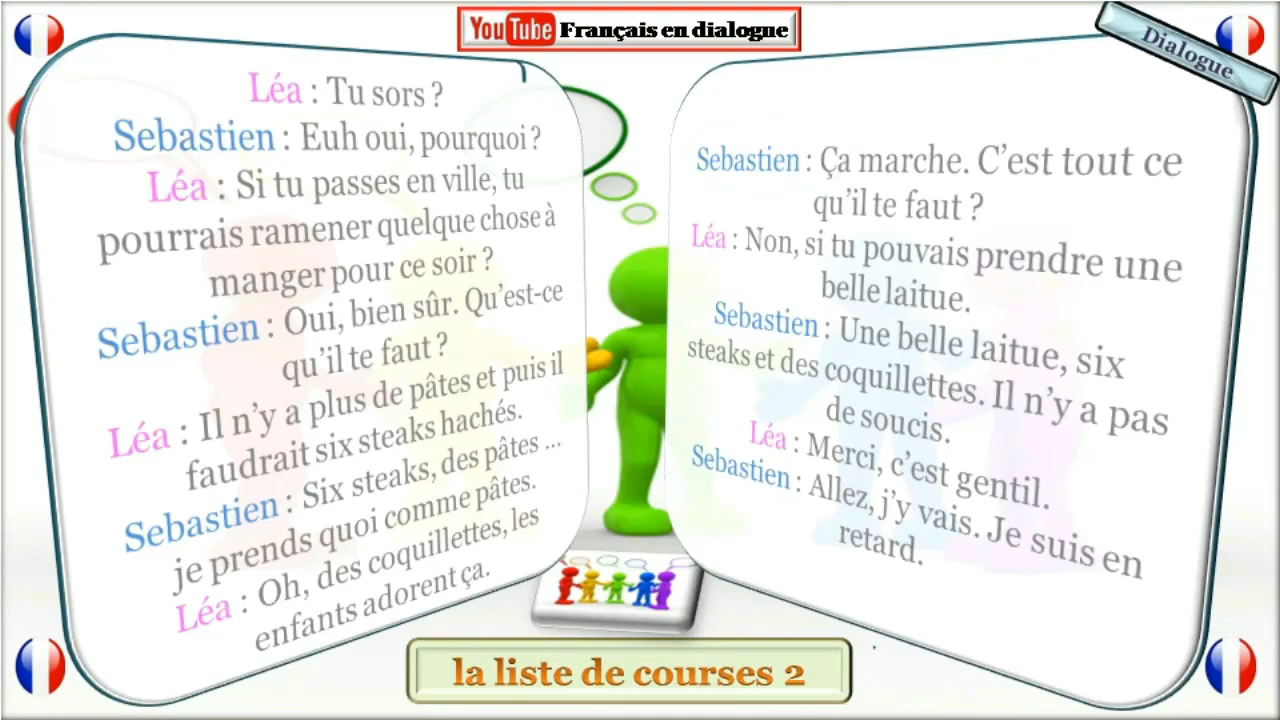 YouTube Français en dialogue
Dialogue
Léa : Tu sors ?
Sebastien : Euh oui, pourquoi ?
Léa : Si tu passes en ville, tu
pourrais ramener quelque chose à
manger pour ce soir ?
Sebastien : Oui, bien sûr. Qu'est-ce
qu'il te faut ?
Léa : Il n'y a plus de pâtes et puis il
faudrait six steaks hachés.
Sebastien : Six steaks, des pâtes ...
je prends quoi comme pâtes.
Léa : Oh, des coquillettes, les
enfants adorent ça.
Sebastien : Ça marche. C'est tout ce
qu'il te faut ?
Léa : Non, si tu pouvais prendre une
belle laitue.
Sebastien : Une belle laitue, six
steaks et des coquillettes. Il n'y a pas
de soucis.
Léa : Merci, c'est gentil.
Sebastien : Allez, j'y vais. Je suis en
retard.
la liste de courses 2